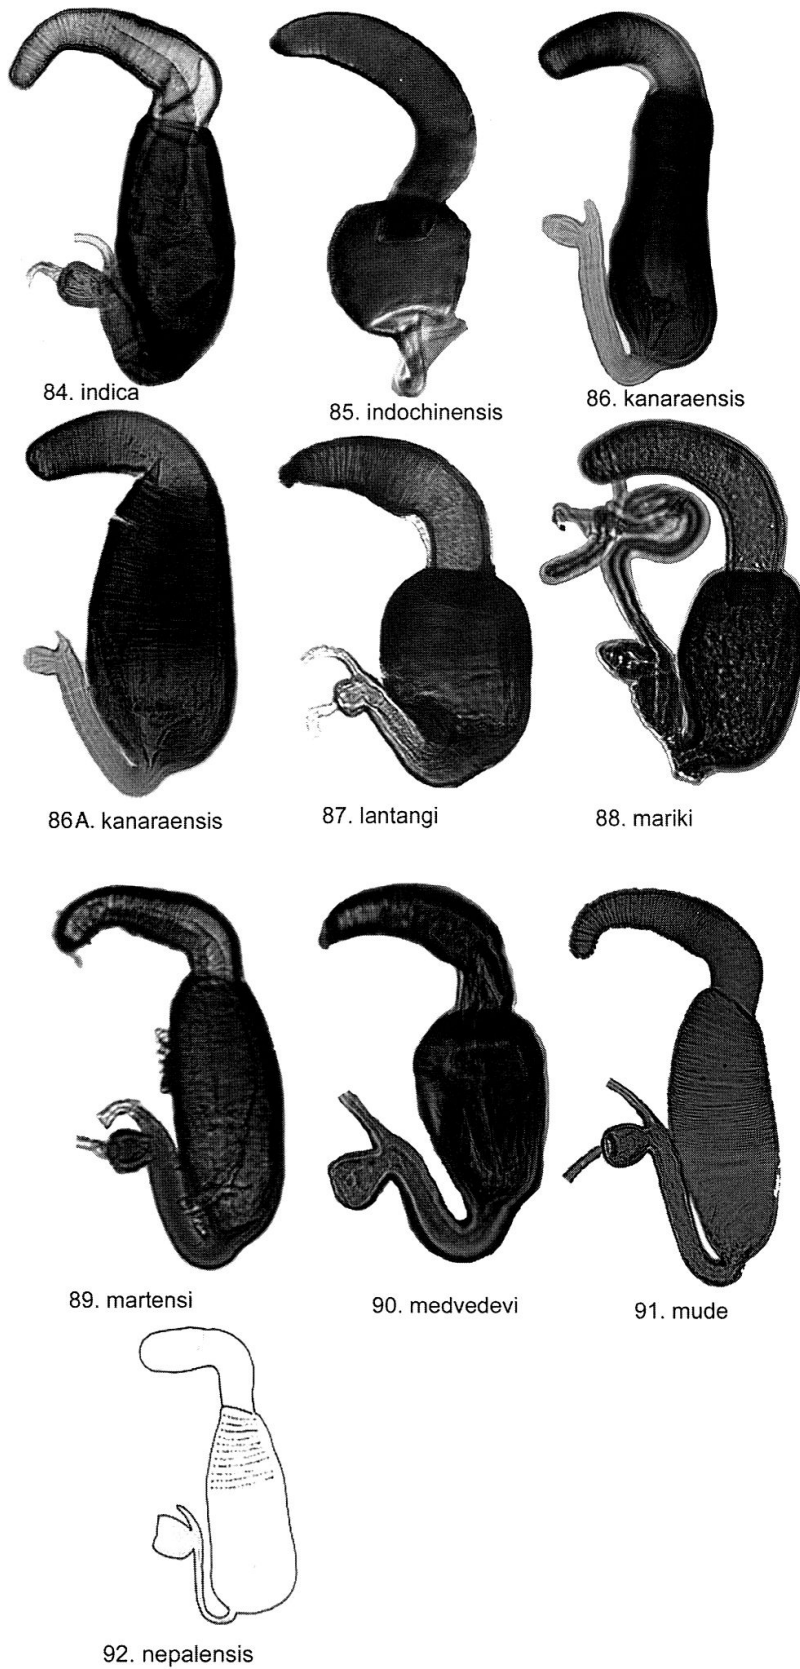 84. indica
85. indochinensis
86. kanaraensis
86A. kanaraensis
87. lantangi
88. mariki
89. martensi
90. medvedevi
91. mude
92. nepalensis